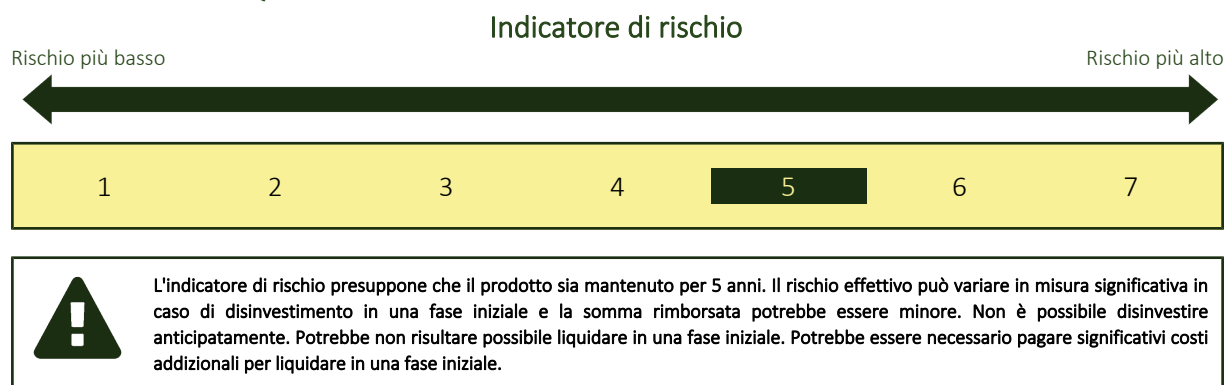 Indicatore di rischio
Rischio più basso
Rischio più alto
1 2 3 4 5 6 7
L'indicatore di rischio presuppone che il prodotto sia mantenuto per 5 anni. Il rischio effettivo può variare in misura significativa in
caso di disinvestimento in una fase iniziale e la somma rimborsata potrebbe essere minore. Non è possibile disinvestire
anticipatamente. Potrebbe non risultare possibile liquidare in una fase iniziale. Potrebbe essere necessario pagare significativi costi
addizionali per liquidare in una fase iniziale.